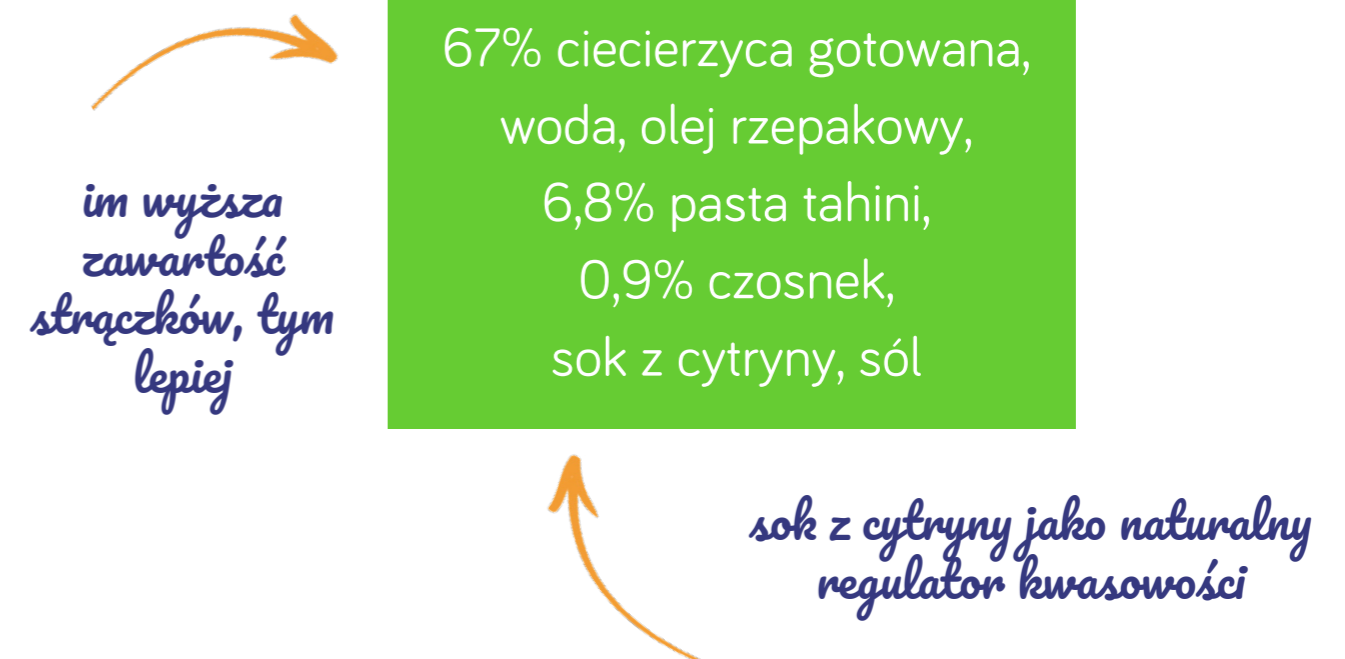 67% ciecierzyca gotowana,
woda, olej rzepakowy,
6,8% pasta tahini,
0,9% czosnek,
sok z cytryny, sól
im wyższa
zawartość
strączków, tym
lepiej
sok z cytryny jako naturalny
regulator kwasowości